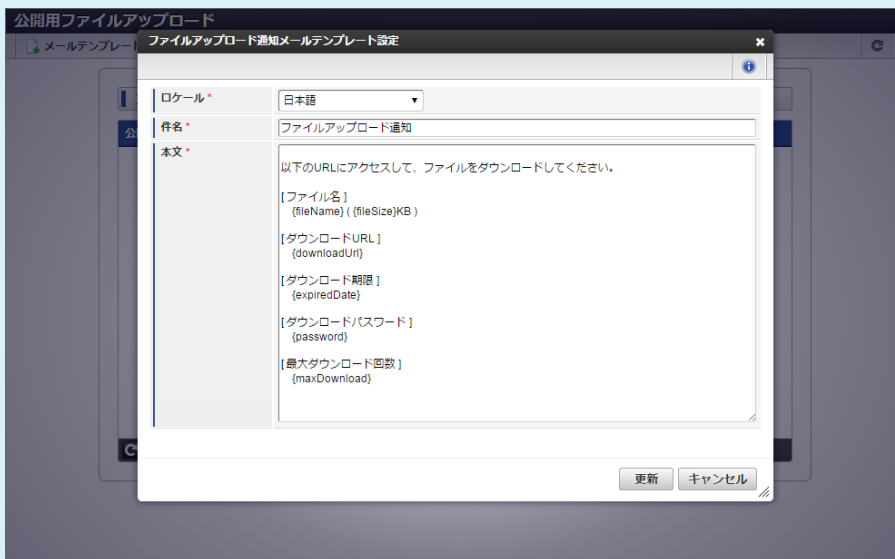 公開用ファイルアップロード
メールテンプレート
ファイルアップロード通知メールテンプレート設定
ロケール *
日本語
件名 *
ファイルアップロード通知
本文 *
以下のURLにアクセスして、ファイルをダウンロードしてください。
[ ファイル名 ]
{fileName} ( {fileSize}KB )
[ ダウンロードURL ]
{downloadUrl}
[ ダウンロード期限 ]
{expiredDate}
[ ダウンロードパスワード ]
{password}
[ 最大ダウンロード回数 ]
{maxDownload}
更新
キャンセル